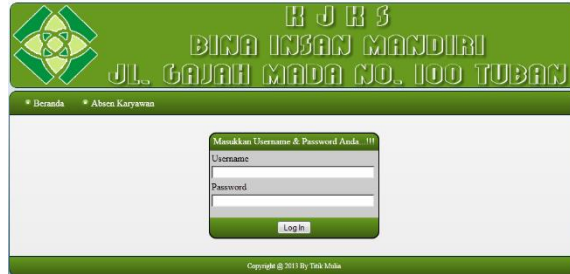 K J K S
BINA INSAN MANDIRI
JL. GAJAH MADA NO. 100 TUBAN
Beranda Absen Karyawan
Masukkan Username & Password Anda...!!!
Username
Password
Log In
Copyright @ 2013 By Titik Mulia